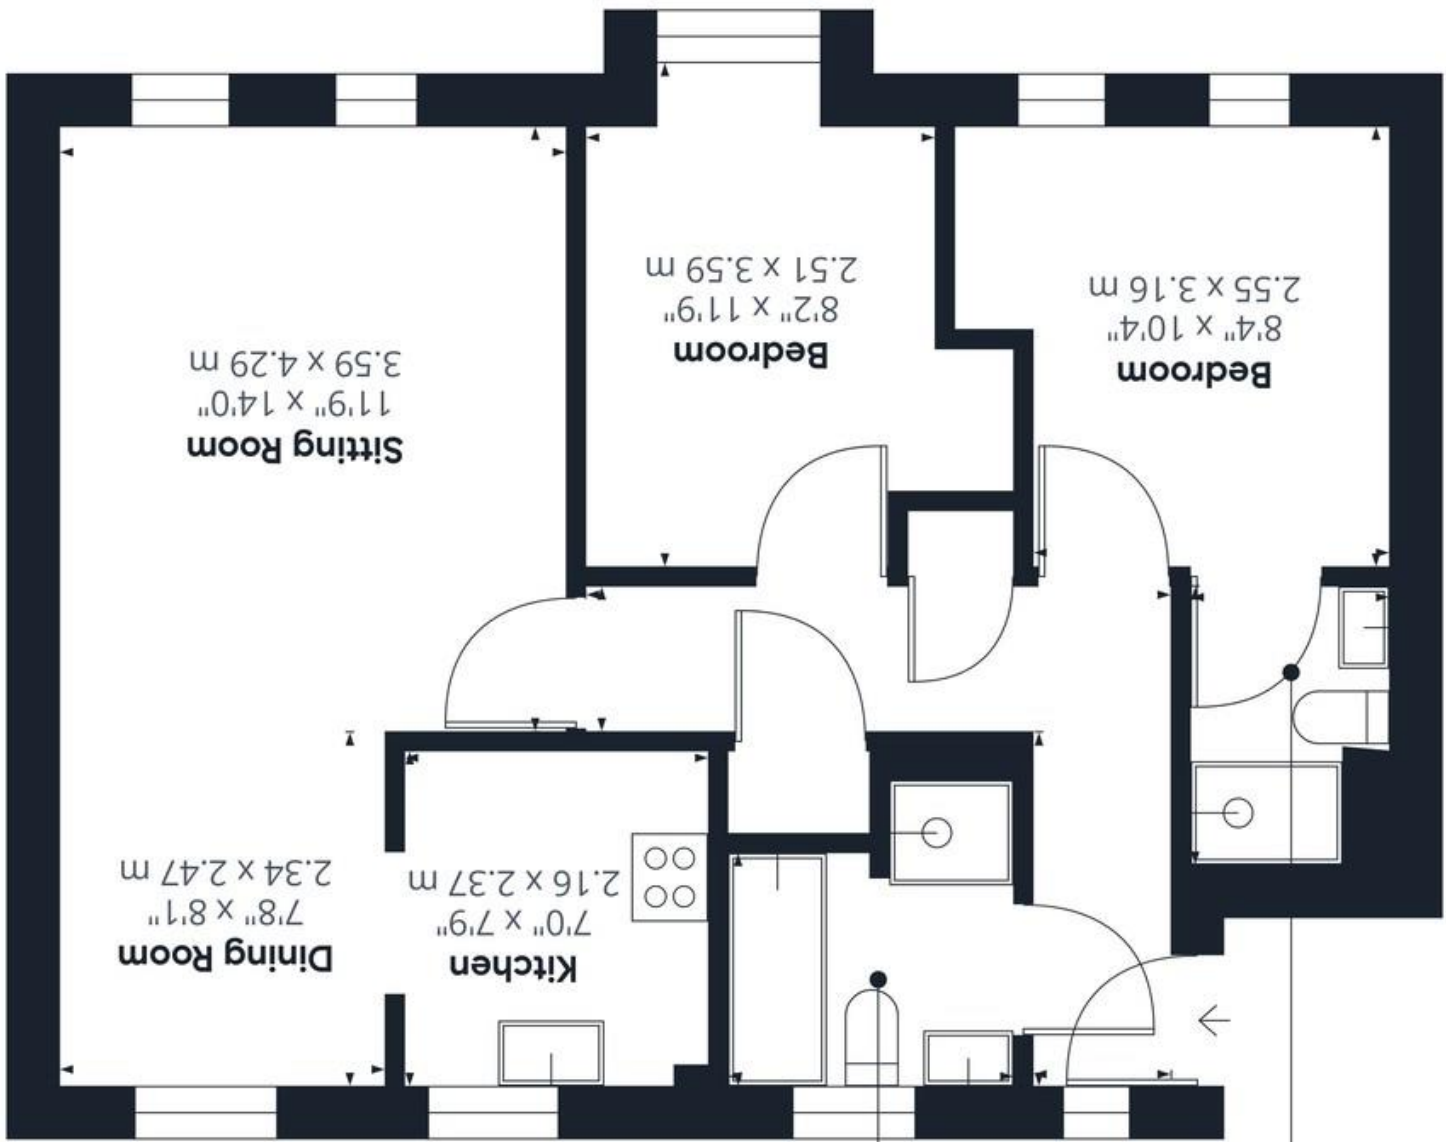 Kitchen
7'0" x 7'9"
2.16 x 2.37 m
Dining Room
7'8" x 8'1"
2.34 x 2.47 m
Sitting Room
11'9" x 14'0"
3.59 x 4.29 m
Bedroom
8'4" x 10'4"
2.55 x 3.16 m
Bedroom
8'2" x 11'9"
2.51 x 3.59 m